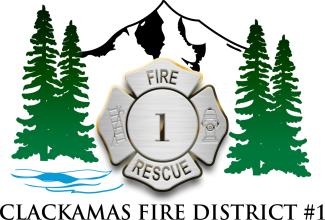 FIRE
1
RESCUE
CLACKAMAS FIRE DISTRICT #1